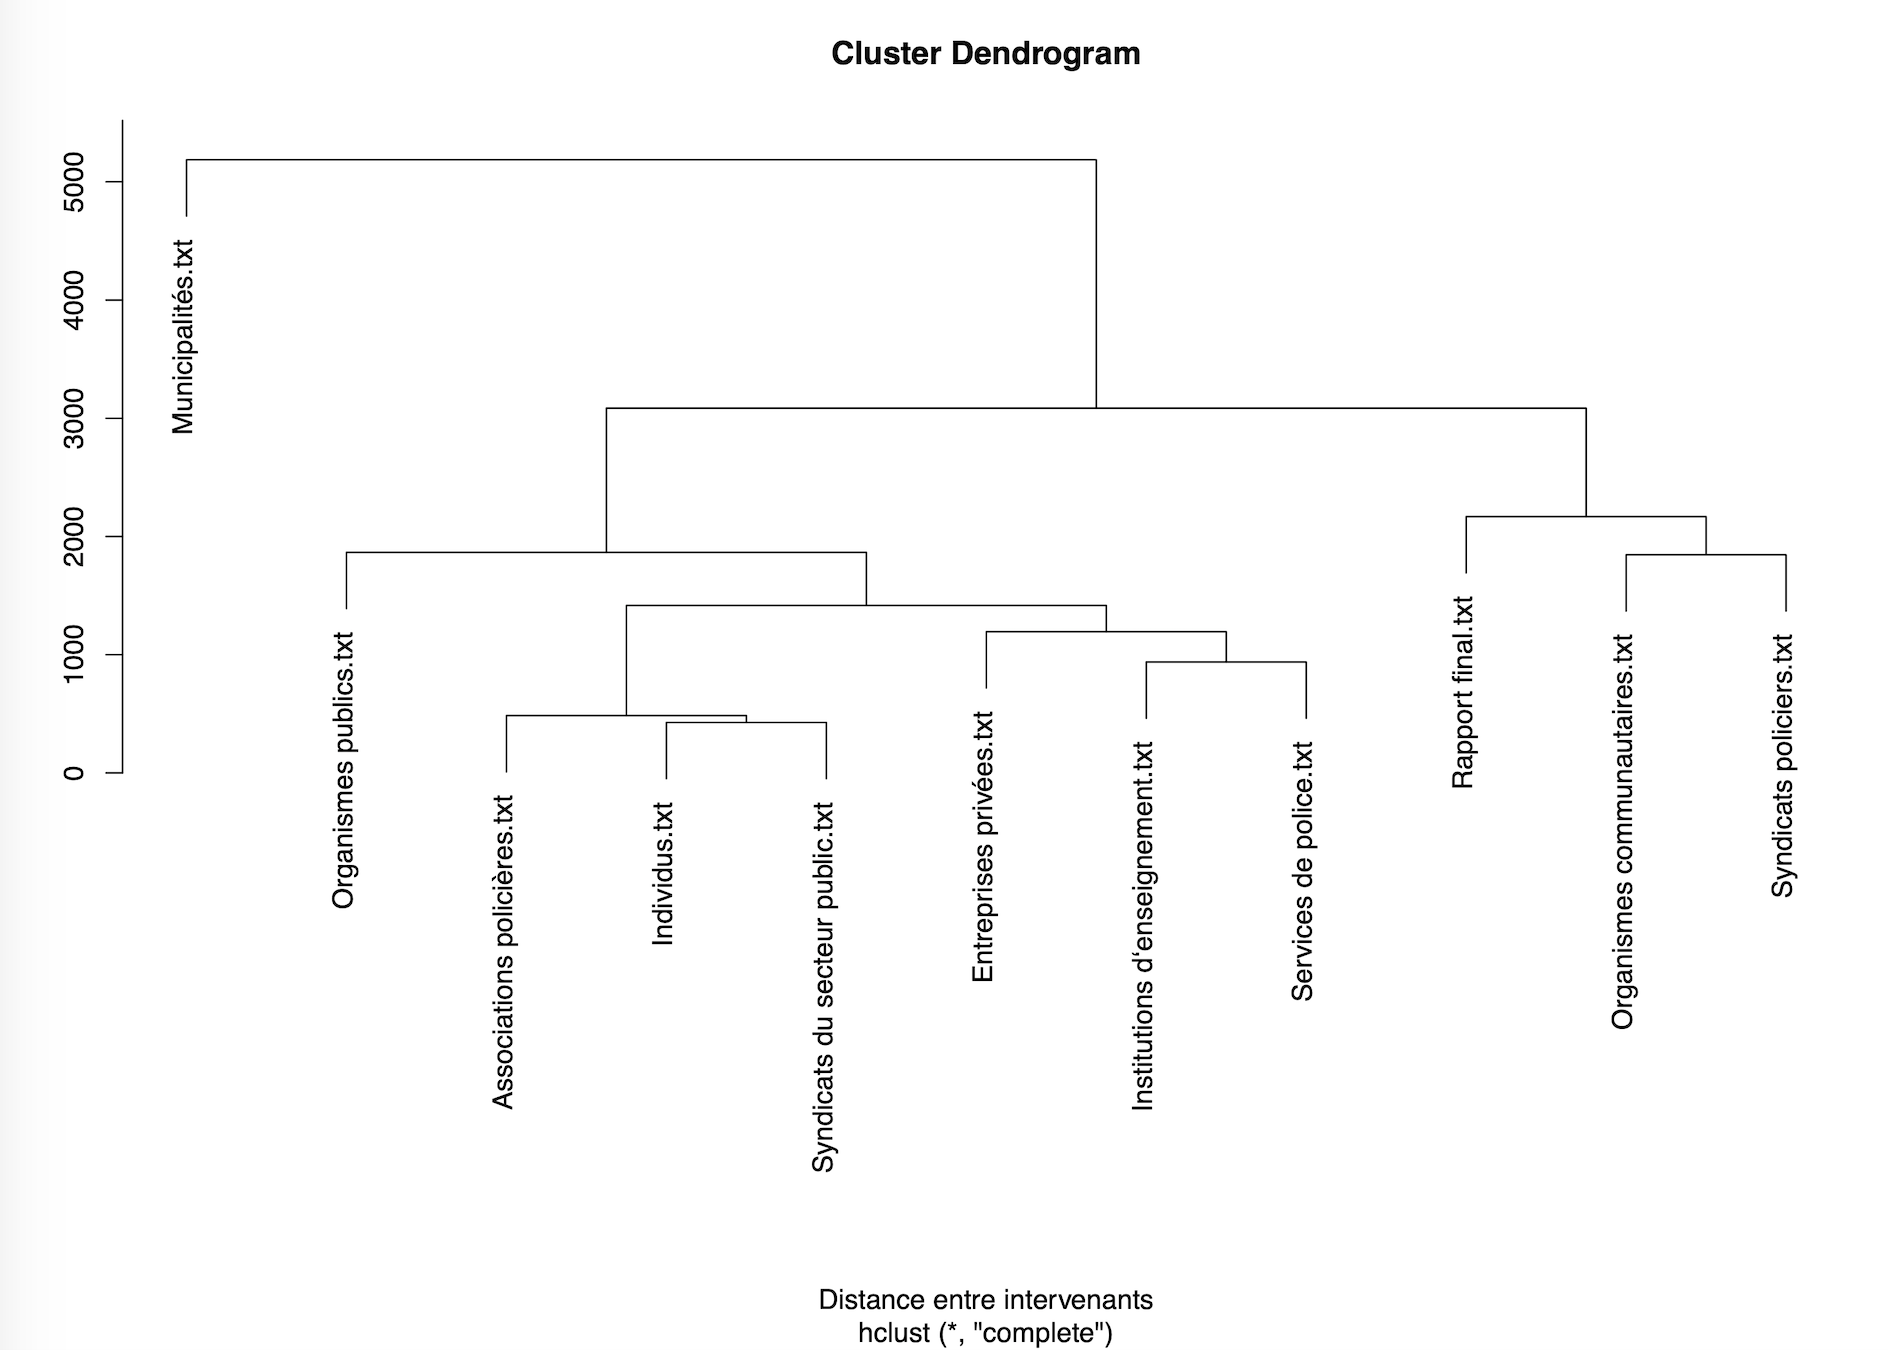 Cluster Dendrogram
5000
4000
3000
2000
1000
0
Municipalités.txt
Organismes publics.txt
Associations policières.txt
Individus.txt
Syndicats du secteur public.txt
Entreprises privées.txt
Institutions d‘enseignement.txt
Services de police.txt
Rapport final.txt
Organismes communautaires.txt
Syndicats policiers.txt
Distance entre intervenants
hclust (*, "complete")